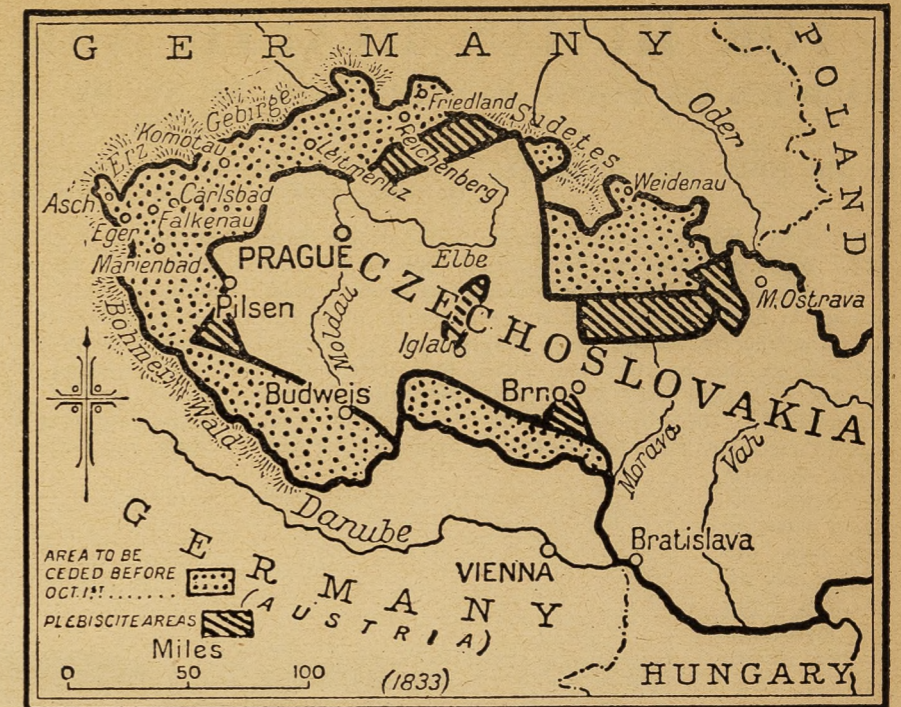 GERMANY
POLAND
Oder
Friedland
Sudetes
Erz Gebirge
Komotau
Reichenberg
Leitmeritz
Weidenau
Asch
Carlsbad
Falkenau
Eger
Marienbad
PRAGUE
Elbe
CZECHOSLOVAKIA
M.Ostrava
Pilsen
Moldau
Iglau
Böhmer Wald
Budweis
Brno
Morava
Vah
Danube
GERMANY
(AUSTRIA)
Bratislava
VIENNA
AREA TO BE
CEDED BEFORE
OCT.1ST.......
PLEBISCITE AREAS
Miles
0 50 100
(1833)
HUNGARY